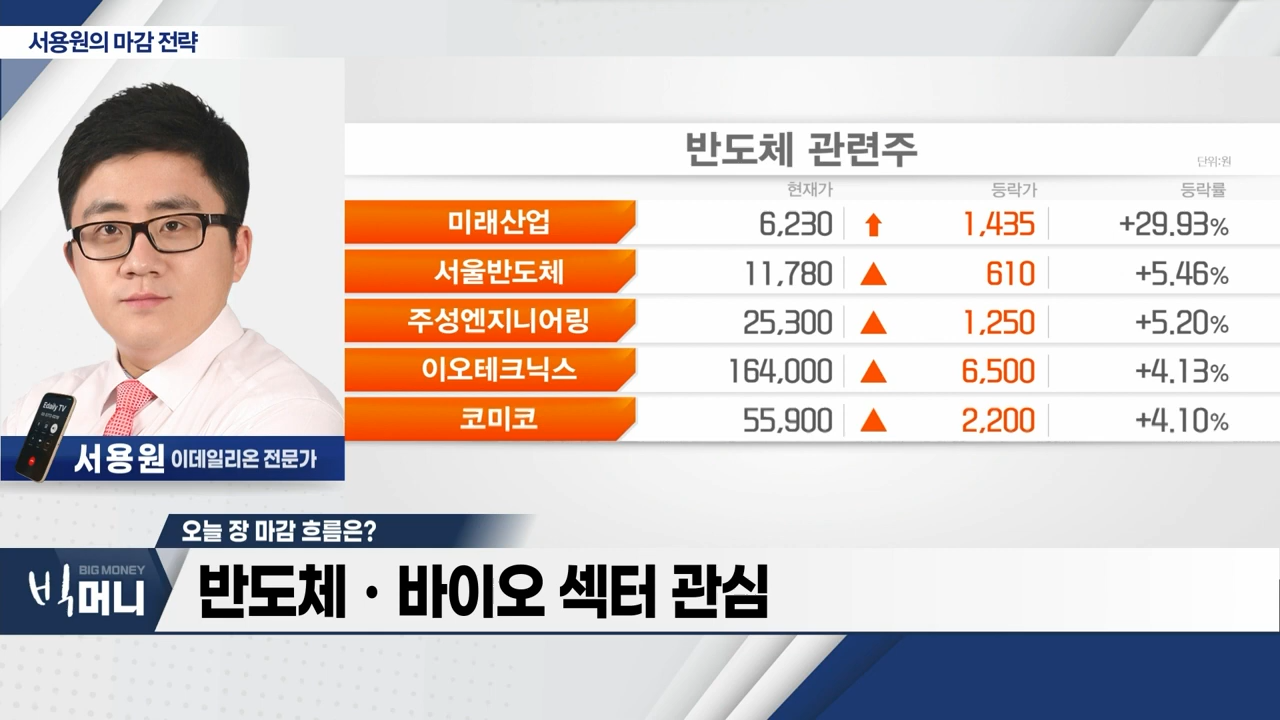 서용원의 마감 전략
반도체 관련주
단위:원
현재가 등락가 등락률
미래산업 6,230 1,435 +29.93%
서울반도체 11,780 ▲ 610 +5.46%
주성엔지니어링 25,300 ▲ 1,250 +5.20%
이오테크닉스 164,000 ▲ 6,500 +4.13%
코미코 55,900 ▲ 2,200 +4.10%
Edaily TV
서용원 이데일리온 전문가
오늘 장 마감 흐름은?
BIG MONEY
빅머니
반도체·바이오 섹터 관심